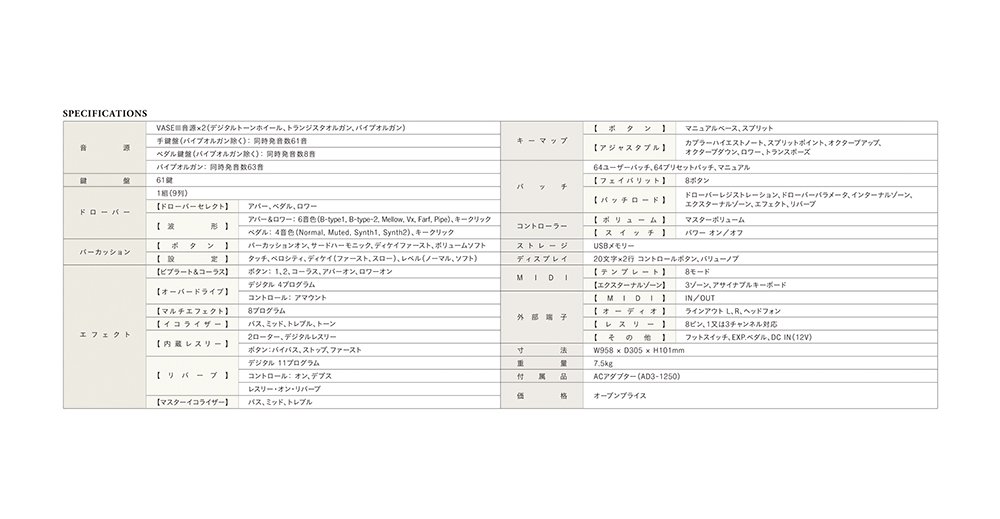 SPECIFICATIONS
音源
VASEⅢ音源×2(デジタルトーンホイール、トランジスタオルガン、パイプオルガン)
手鍵盤(パイプオルガン除く): 同時発音数61音
ペダル鍵盤(パイプオルガン除く): 同時発音数8音
パイプオルガン: 同時発音数63音
鍵盤
61鍵
ドローバー
1組(9列)
【ドローバーセレクト】
アパー、ペダル、ロワー
【波形】
アパー&ロワー: 6音色(B-type1, B-type-2, Mellow, Vx, Farf, Pipe)、キークリック
ペダル: 4音色(Normal, Muted, Synth1, Synth2)、キークリック
パーカッション
【ボタン】
パーカッションオン、サードハーモニック、ディケイファースト、ボリュームソフト
【設定】
タッチ、ベロシティ、ディケイ(ファースト、スロー)、レベル(ノーマル、ソフト)
エフェクト
【ビブラート&コーラス】
ボタン: 1、2、コーラス、アパーオン、ロワーオン
【オーバードライブ】
デジタル 4プログラム
コントロール: アマウント
【マルチエフェクト】
8プログラム
【イコライザー】
バス、ミッド、トレブル、トーン
【内蔵レスリー】
2ローター、デジタルレスリー
ボタン:バイパス、ストップ、ファースト
【リバーブ】
デジタル 11プログラム
コントロール: オン、デプス
レスリー・オン・リバーブ
【マスターイコライザー】
バス、ミッド、トレブル
キーマップ
【ボタン】
マニュアルベース、スプリット
【アジャスタブル】
カプラーハイエストノート、スプリットポイント、オクターブアップ、
オクターブダウン、ロワー、トランスポーズ
パッチ
64ユーザーパッチ、64プリセットパッチ、マニュアル
【フェイバリット】
8ボタン
【パッチロード】
ドローバーレジストレーション、ドローバーパラメータ、インターナルゾーン、
エクスターナルゾーン、エフェクト、リバーブ
コントローラー
【ボリューム】
マスターボリューム
【スイッチ】
パワー オン/オフ
ストレージ
USBメモリー
ディスプレイ
20文字×2行 コントロールボタン、バリューノブ
MIDI
【テンプレート】
8モード
【エクスターナルゾーン】
3ゾーン、アサイナブルキーボード
外部端子
【MIDI】
IN/OUT
【オーディオ】
ラインアウト L、R、ヘッドフォン
【レスリー】
8ピン、1又は3チャンネル対応
【その他】
フットスイッチ、EXP.ペダル、DC IN(12V)
寸法
W958 × D305 × H101mm
重量
7.5kg
付属品
ACアダプター(AD3-1250)
価格
オープンプライス